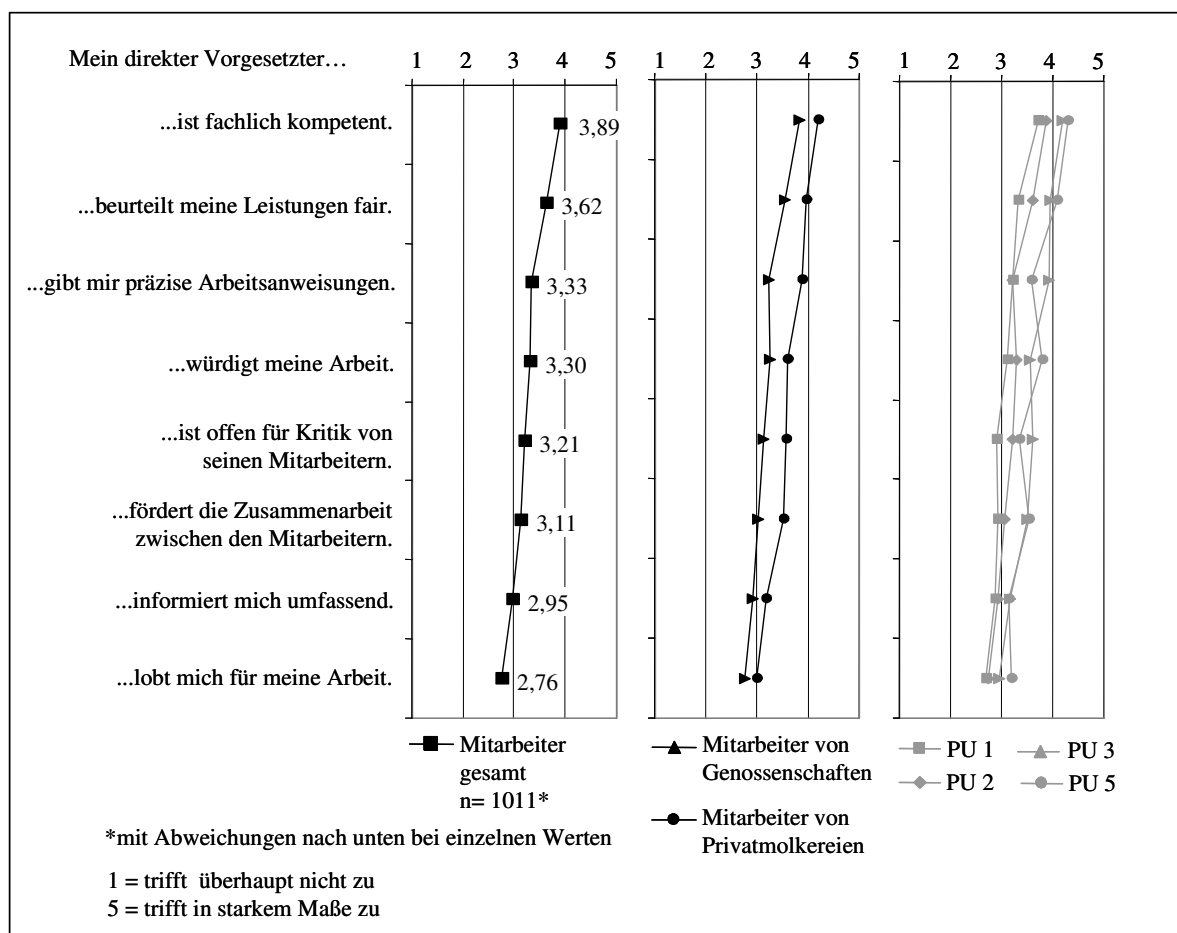 Mein direkter Vorgesetzter…
1 2 3 4 5
1 2 3 4 5
1 2 3 4 5
...ist fachlich kompetent.
3,89
...beurteilt meine Leistungen fair.
3,62
...gibt mir präzise Arbeitsanweisungen.
3,33
...würdigt meine Arbeit.
3,30
...ist offen für Kritik von
seinen Mitarbeitern.
3,21
...fördert die Zusammenarbeit
zwischen den Mitarbeitern.
3,11
...informiert mich umfassend.
2,95
...lobt mich für meine Arbeit.
2,76
Mitarbeiter
gesamt
n= 1011*
Mitarbeiter von
Genossenschaften
Mitarbeiter von
Privatmolkereien
PU 1
PU 3
PU 2
PU 5
*mit Abweichungen nach unten bei einzelnen Werten
1 = trifft überhaupt nicht zu
5 = trifft in starkem Maße zu